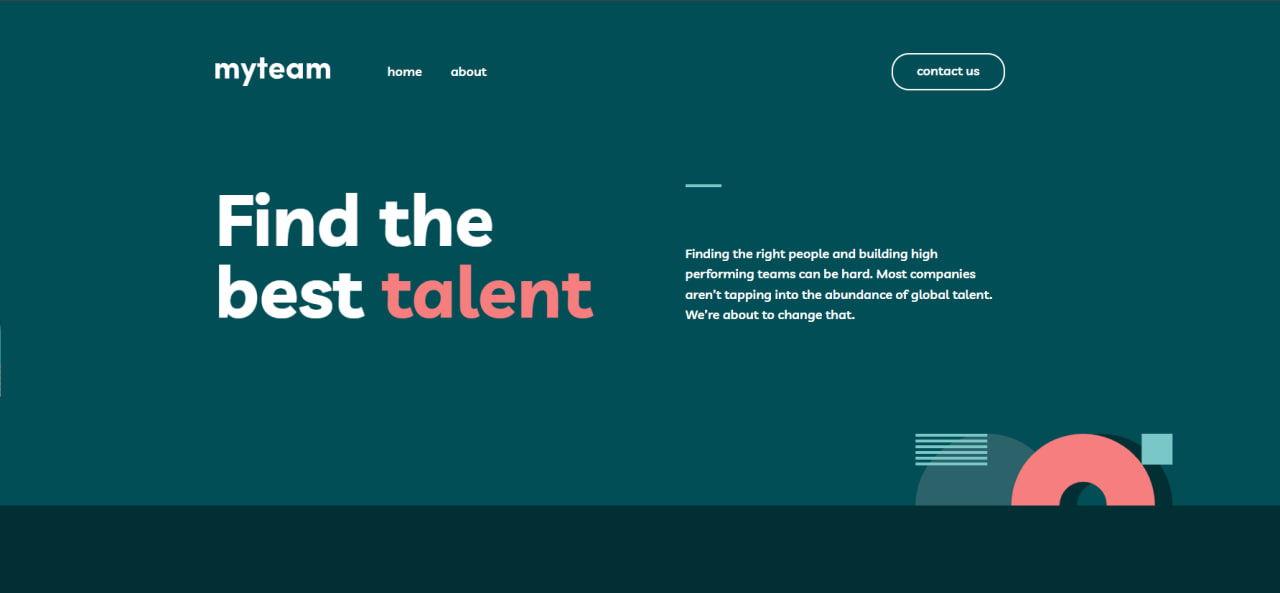 myteam
home
about
contact us
Find the
best talent
Finding the right people and building high
performing teams can be hard. Most companies
aren’t tapping into the abundance of global talent.
We’re about to change that.